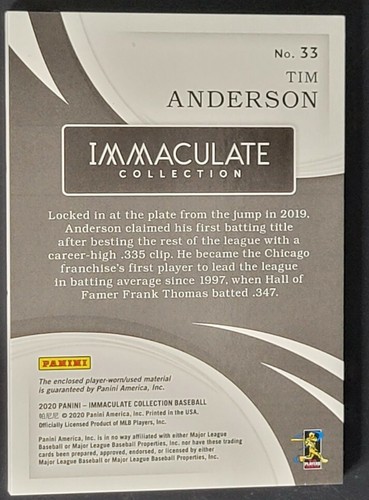 No. 33
TIM
ANDERSON
IMMACULATE
COLLECTION
Locked in at the plate from the jump in 2019,
Anderson claimed his first batting title
after besting the rest of the league with a
career-high .335 clip. He became the Chicago
franchise's first player to lead the league
in batting average since 1997, when Hall of
Famer Frank Thomas batted .347.
PANINI
The enclosed player-worn/used material
is guaranteed by Panini America, Inc.
2020 PANINI – IMMACULATE COLLECTION BASEBALL
帕尼尼 © 2020 Panini America, Inc. Printed in the USA.
Officially Licensed Product of MLB Players, Inc.
Panini America, Inc. is in no way affiliated with either Major League
Baseball or Major League Baseball Properties, Inc. nor have these trading
cards been prepared, approved, endorsed, or licensed by either
Major League Baseball or Major League Baseball Properties, Inc.